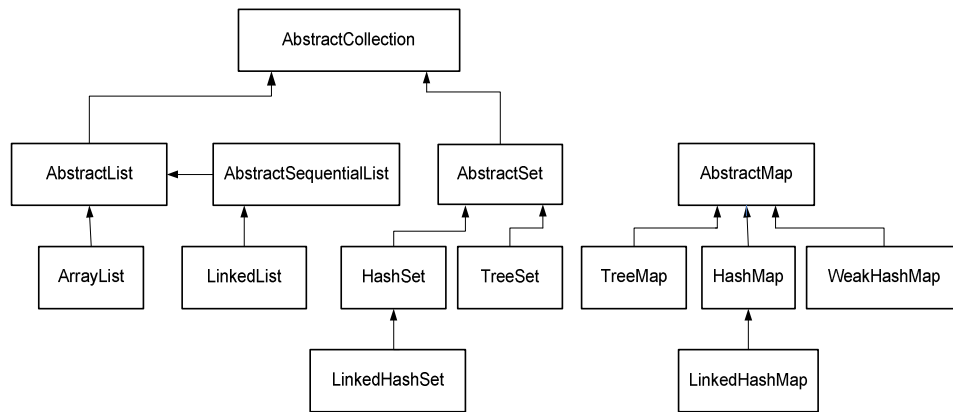 AbstractCollection
AbstractList
AbstractSequentialList
AbstractSet
AbstractMap
ArrayList
LinkedList
HashSet
TreeSet
TreeMap
HashMap
WeakHashMap
LinkedHashSet
LinkedHashMap